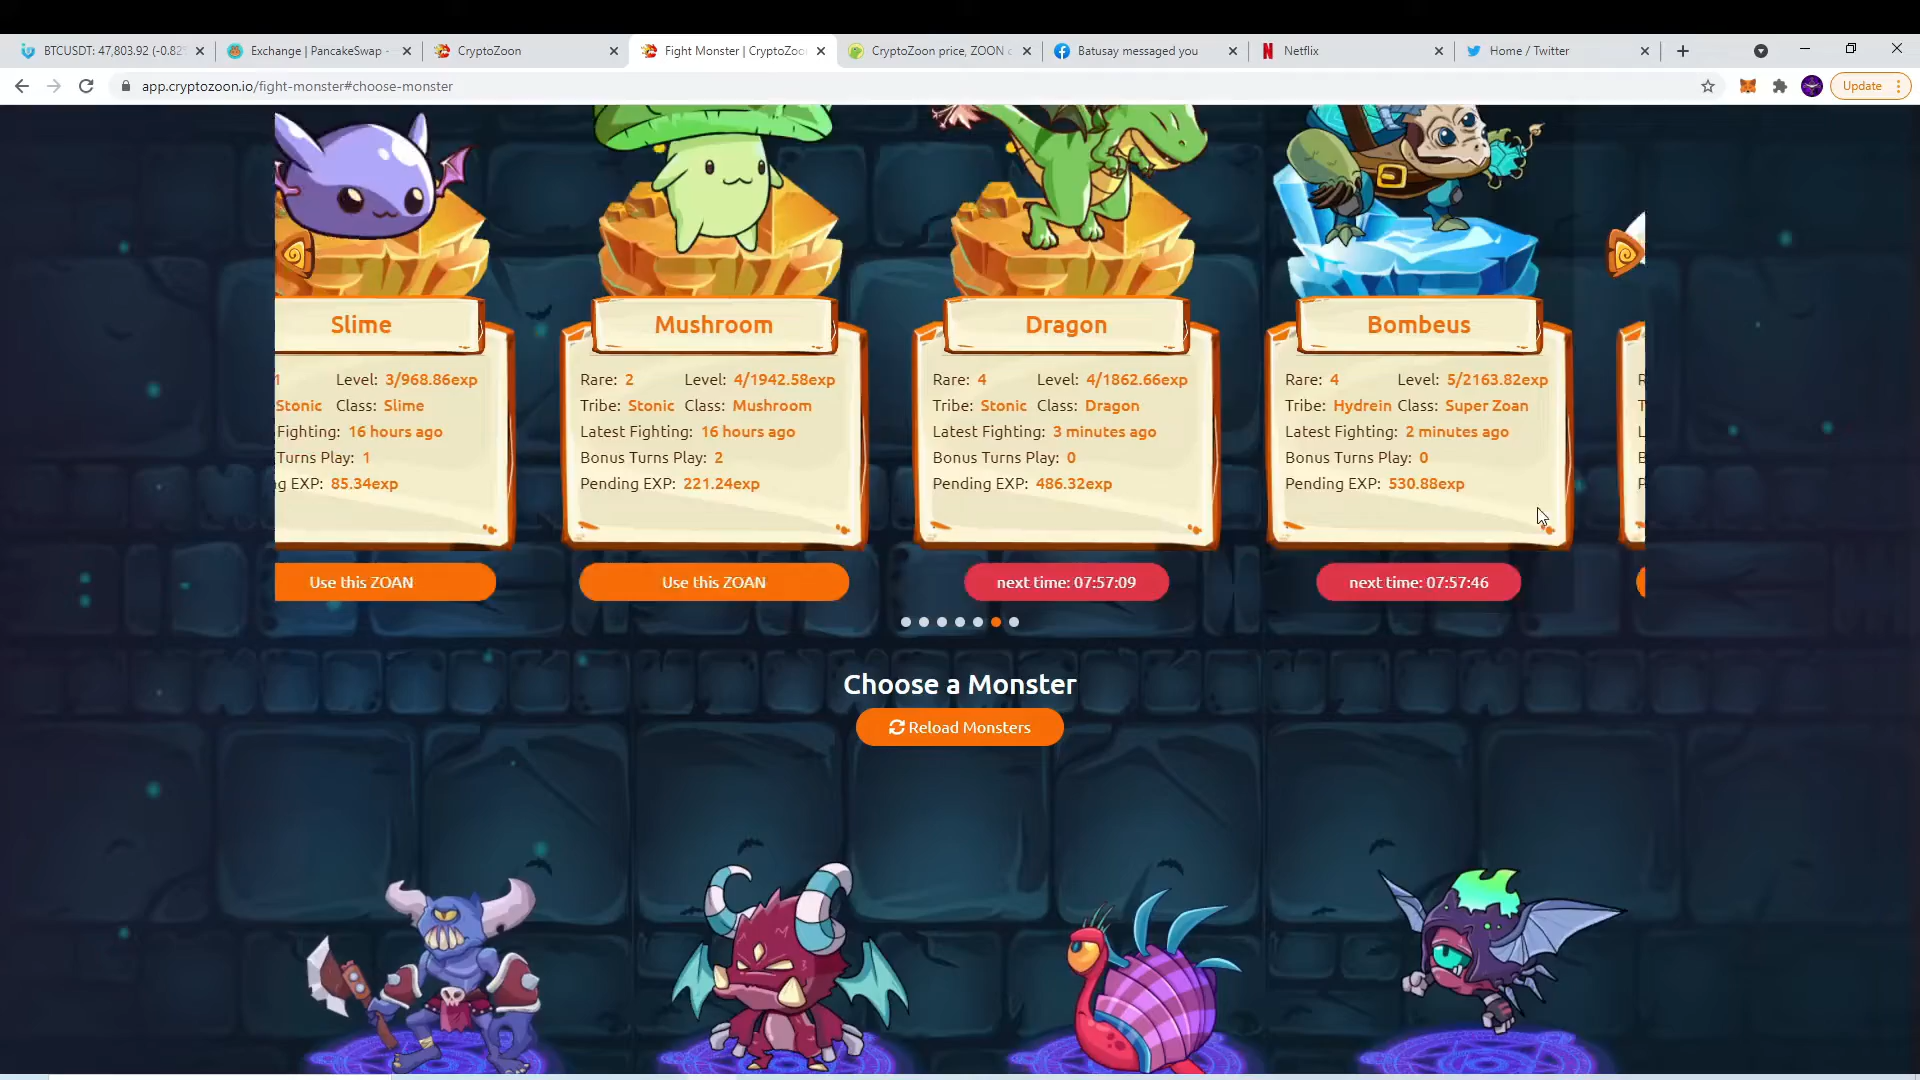 BTCUSDT: 47,803.92 (-0.82%
Exchange | PancakeSwap -
CryptoZoon
Fight Monster | CryptoZoo
CryptoZoon price, ZOON c
Batusay messaged you
Netflix
Home / Twitter
app.cryptozoon.io/fight-monster#choose-monster
Update
Slime
1 Level: 3/968.86exp
Stonic Class: Slime
Fighting: 16 hours ago
Turns Play: 1
g EXP: 85.34exp
Use this ZOAN
Mushroom
Rare: 2 Level: 4/1942.58exp
Tribe: Stonic Class: Mushroom
Latest Fighting: 16 hours ago
Bonus Turns Play: 2
Pending EXP: 221.24exp
Use this ZOAN
Dragon
Rare: 4 Level: 4/1862.66exp
Tribe: Stonic Class: Dragon
Latest Fighting: 3 minutes ago
Bonus Turns Play: 0
Pending EXP: 486.32exp
next time: 07:57:09
Bombeus
Rare: 4 Level: 5/2163.82exp
Tribe: Hydrein Class: Super Zoan
Latest Fighting: 2 minutes ago
Bonus Turns Play: 0
Pending EXP: 530.88exp
next time: 07:57:46
Choose a Monster
Reload Monsters